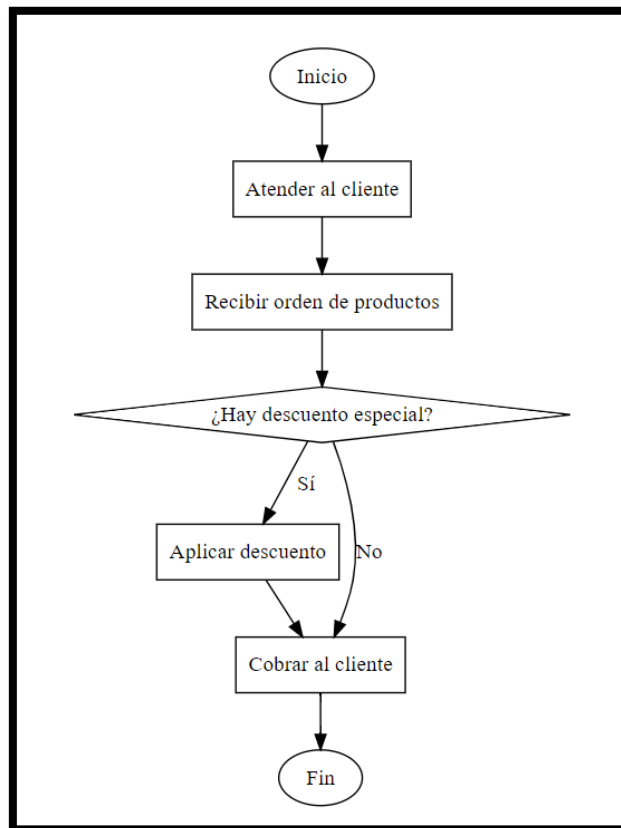 Inicio
Atender al cliente
Recibir orden de productos
¿Hay descuento especial?
Sí
Aplicar descuento
No
Cobrar al cliente
Fin